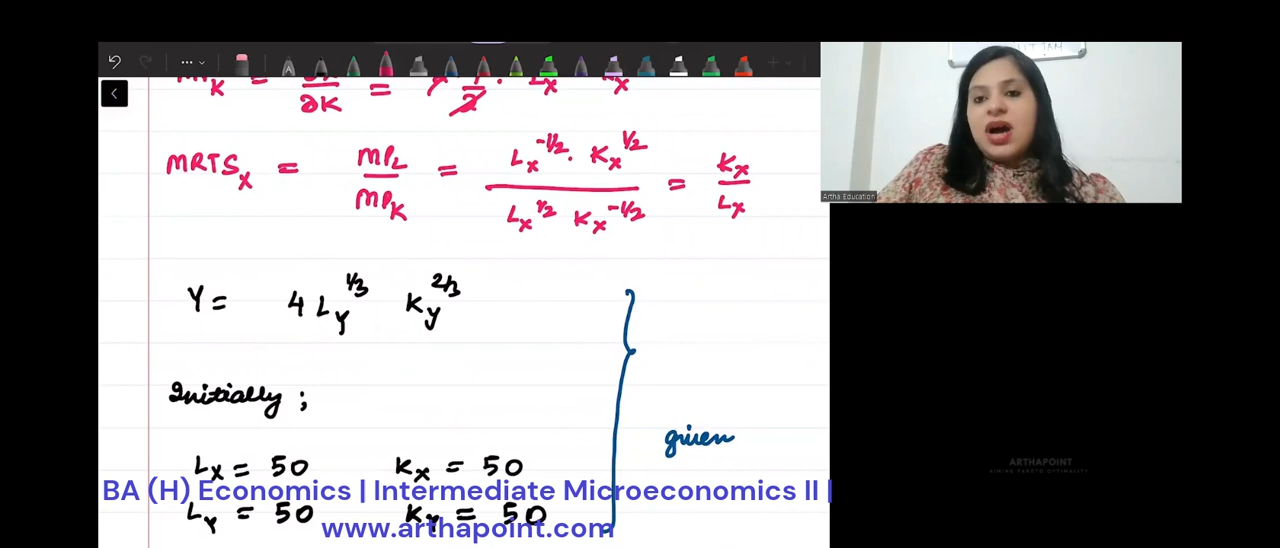 ∂K
MRTSx = MPL / MPK = Lx^-1/2 · Kx^1/2 / Lx^1/2 Kx^-1/2 = Kx / Lx
Y = 4 Ly^1/3 Ky^2/3
Initially ;
given
Lx = 50 Kx = 50
Ly = 50 Ky = 50
BA (H) Economics | Intermediate Microeconomics II |
www.arthapoint.com
Artha Education
ARTHAPOINT